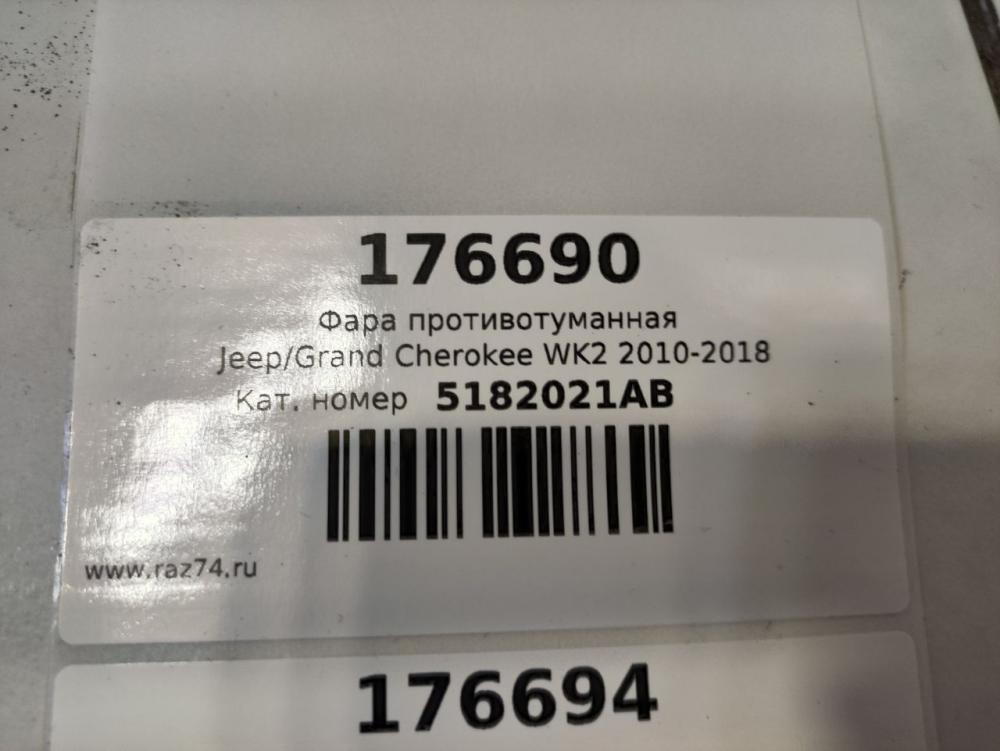 176690
Фара противотуманная
Jeep/Grand Cherokee WK2 2010-2018
Кат. номер 5182021AB
www.raz74.ru
176694